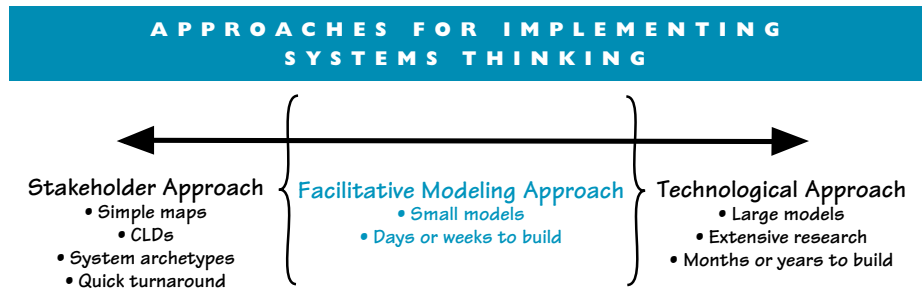 APPROACHES FOR IMPLEMENTING
SYSTEMS THINKING
Stakeholder Approach
• Simple maps
• CLDs
• System archetypes
• Quick turnaround
Facilitative Modeling Approach
• Small models
• Days or weeks to build
Technological Approach
• Large models
• Extensive research
• Months or years to build